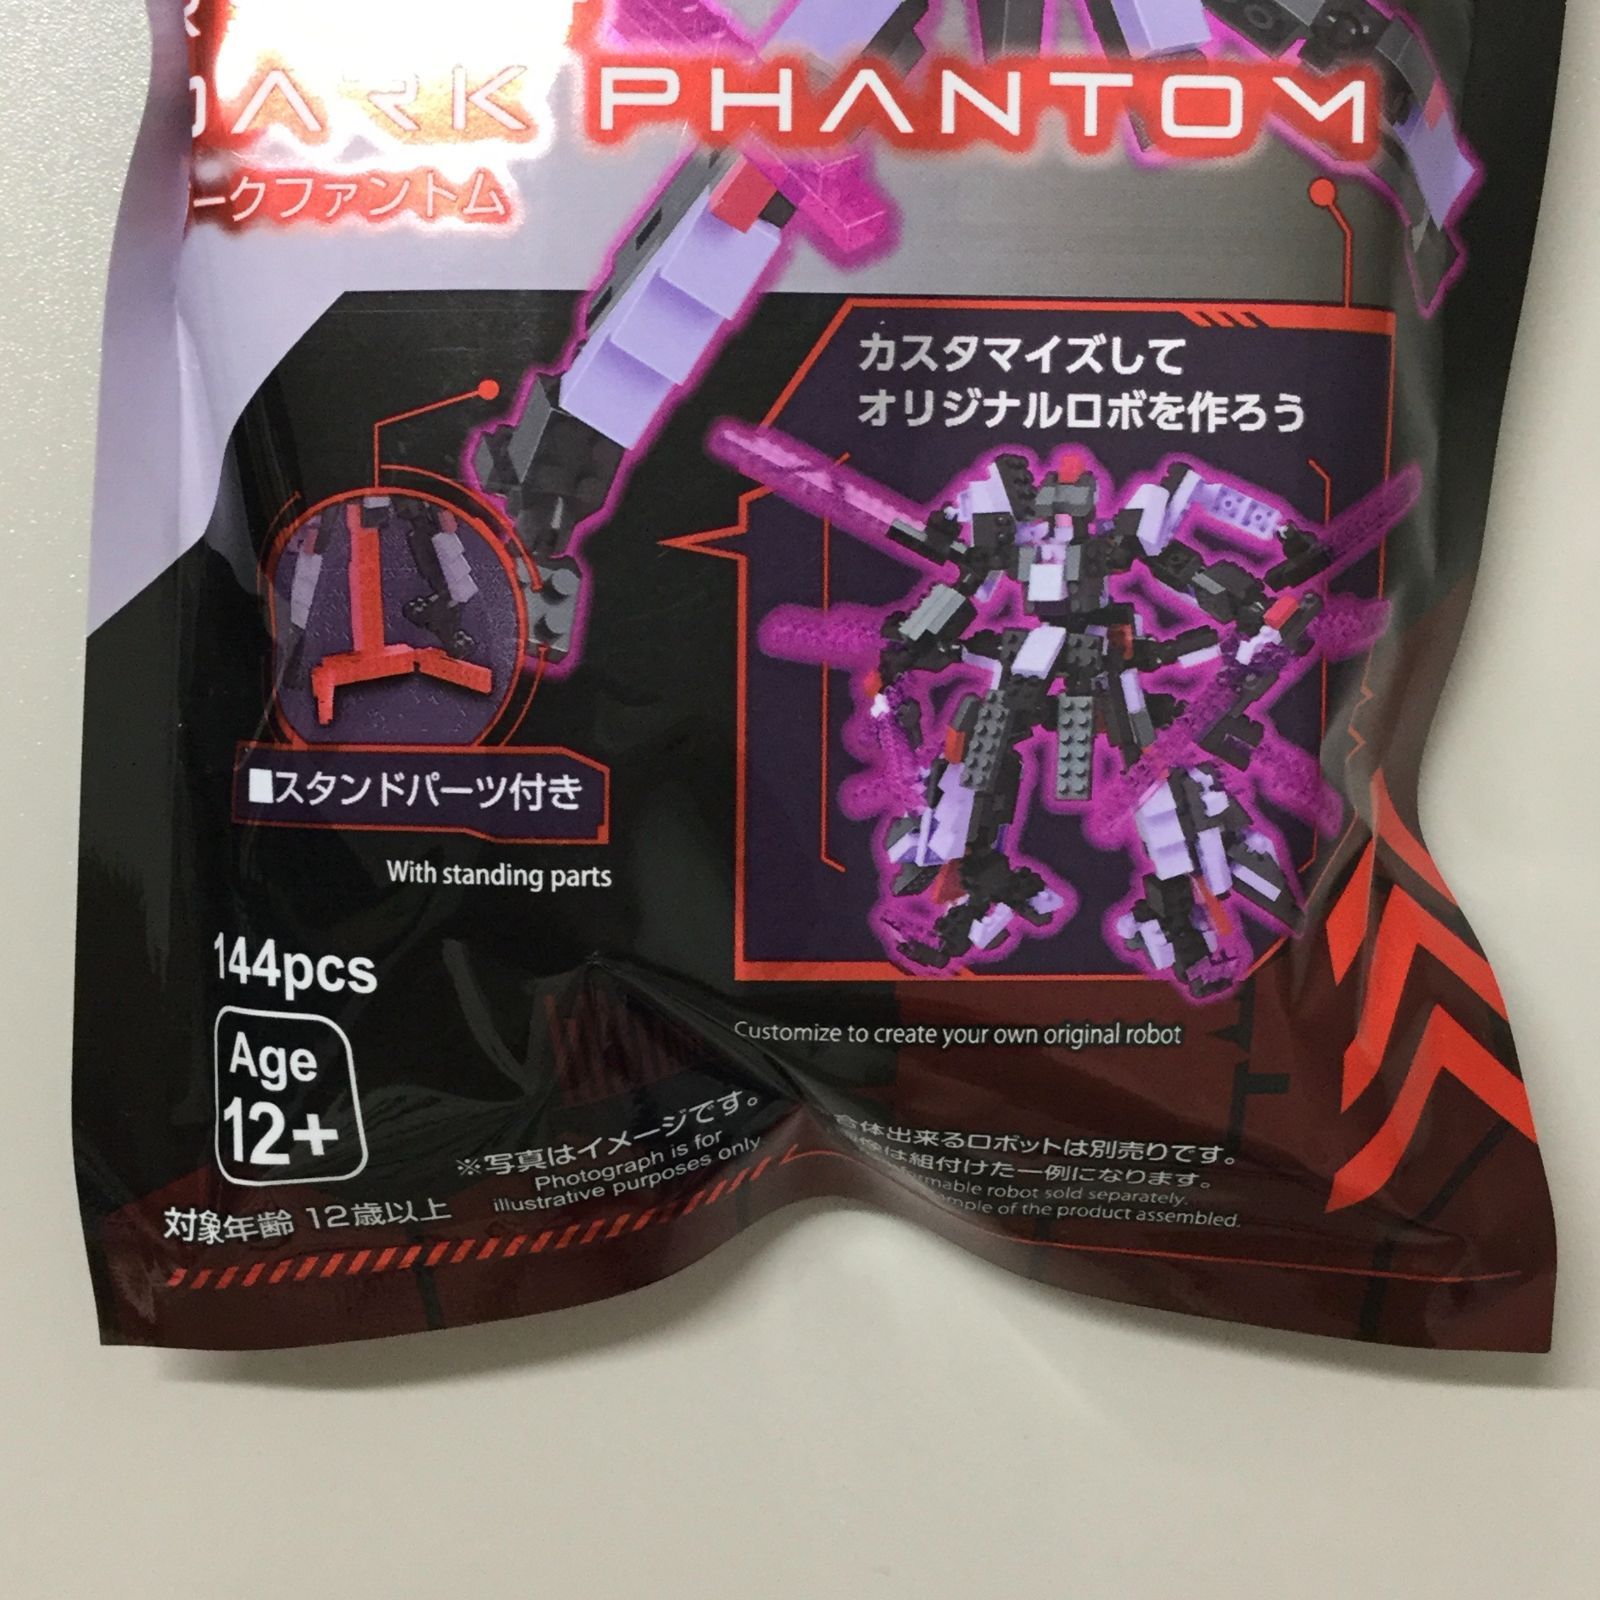 DARK PHANTOM
ークファントム
カスタマイズして
オリジナルロボを作ろう
■スタンドパーツ付き
With standing parts
144pcs
Customize to create your own original robot
Age
12+
対象年齢 12歳以上
※写真はイメージです。
Photograph is for
illustrative purposes only.
合体出来るロボットは別売りです。
は組付けた一例になります。
robot sold separately.
of the product assembled.